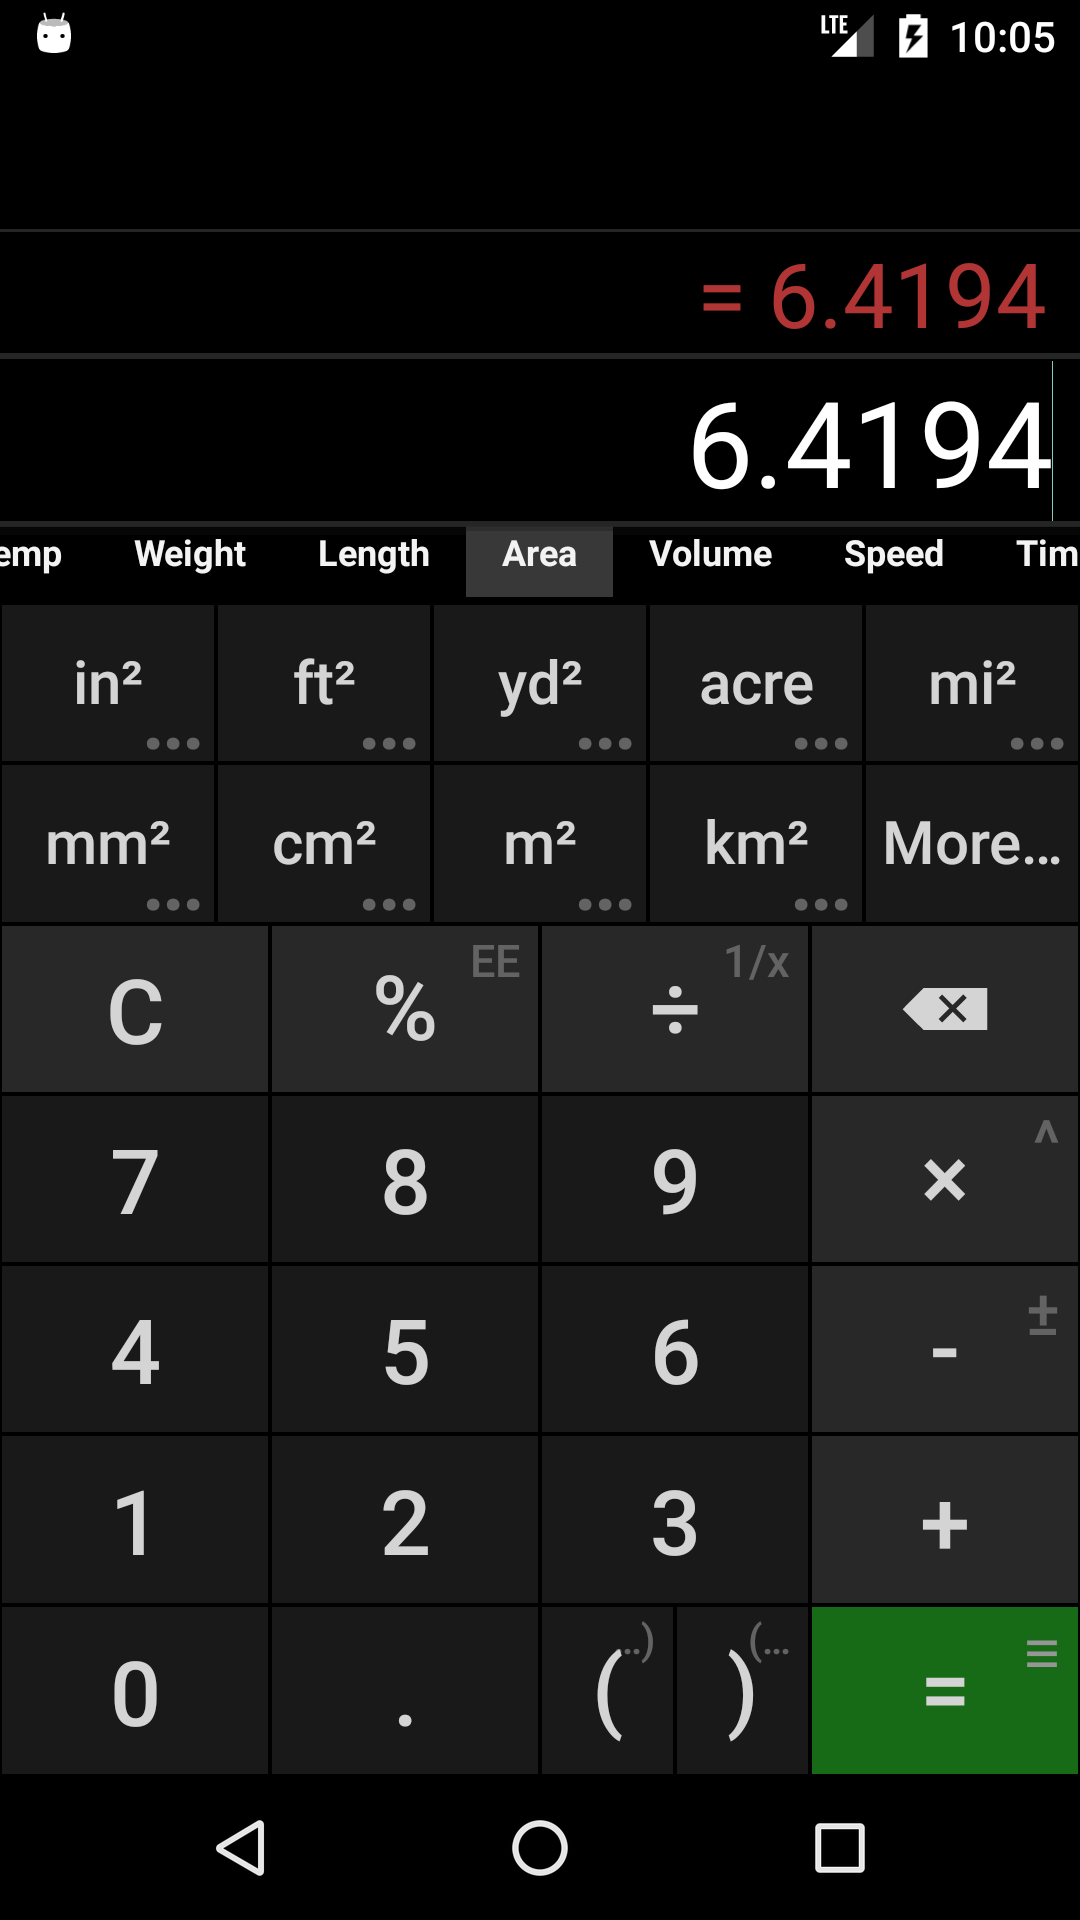 LTE 10:05
= 6.4194
6.4194
emp Weight Length Area Volume Speed Tim
in² ft² yd² acre mi²
mm² cm² m² km² More...
C % EE ÷ 1/x
7 8 9 × ^
4 5 6 - ±
1 2 3 +
0 . ( ..) ) (... =